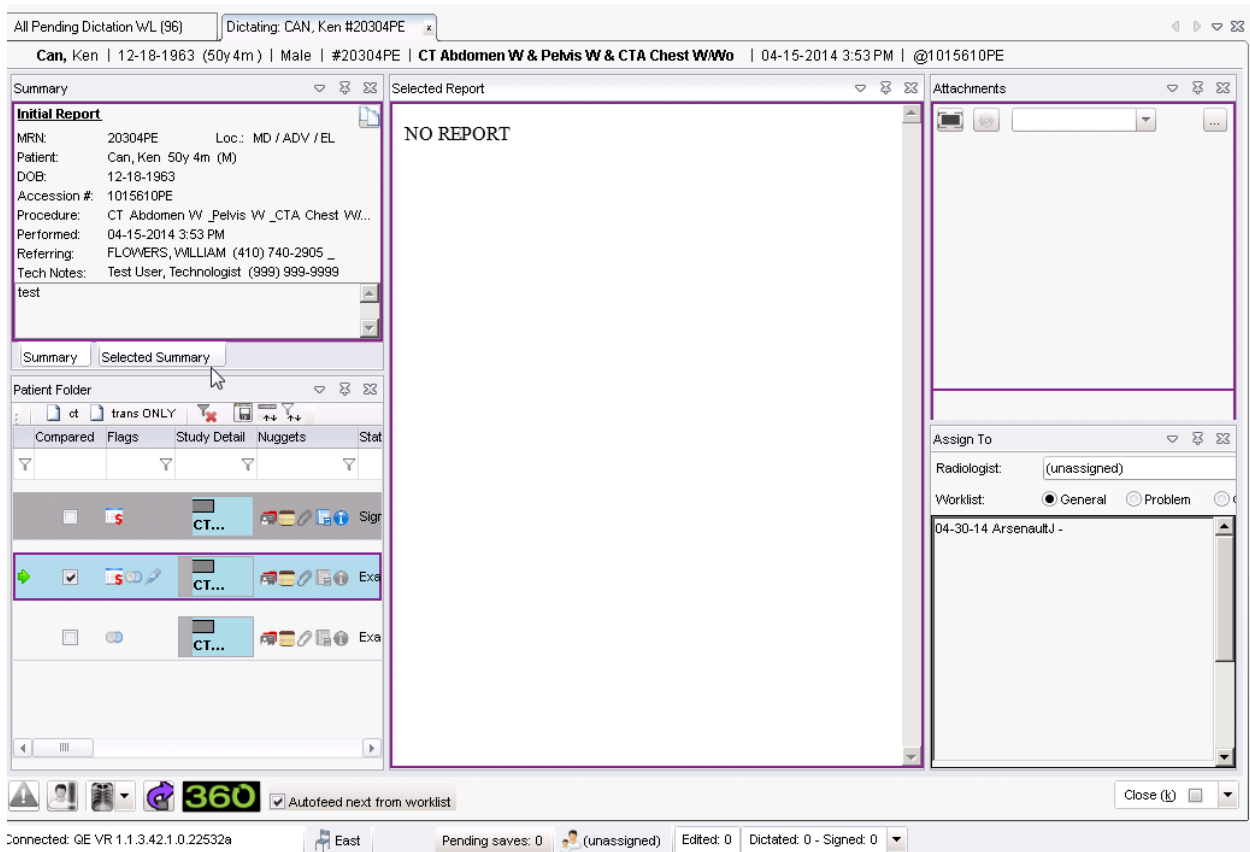 All Pending Dictation WL (96)
Dictating: CAN, Ken #20304PE x
Can, Ken | 12-18-1963 (50y4m) | Male | #20304PE | CT Abdomen W & Pelvis W & CTA Chest W/Wo | 04-15-2014 3:53 PM | @1015610PE
Summary
Initial Report
MRN: 20304PE Loc.: MD / ADV / EL
Patient: Can, Ken 50y 4m (M)
DOB: 12-18-1963
Accession #: 1015610PE
Procedure: CT Abdomen W _Pelvis W _CTA Chest W/...
Performed: 04-15-2014 3:53 PM
Referring: FLOWERS, WILLIAM (410) 740-2905 _
Tech Notes: Test User, Technologist (999) 999-9999
test
Summary Selected Summary
Patient Folder
ct trans ONLY
Compared Flags Study Detail Nuggets Stat
CT... Sign
CT... Exa
CT... Exa
Selected Report
NO REPORT
Attachments
...
Assign To
Radiologist: (unassigned)
Worklist: General Problem
04-30-14 ArsenaultJ -
360 Autofeed next from worklist
Close (k)
Connected: QE VR 1.1.3.42.1.0.22532a East Pending saves: 0 (unassigned) Edited: 0 Dictated: 0 - Signed: 0